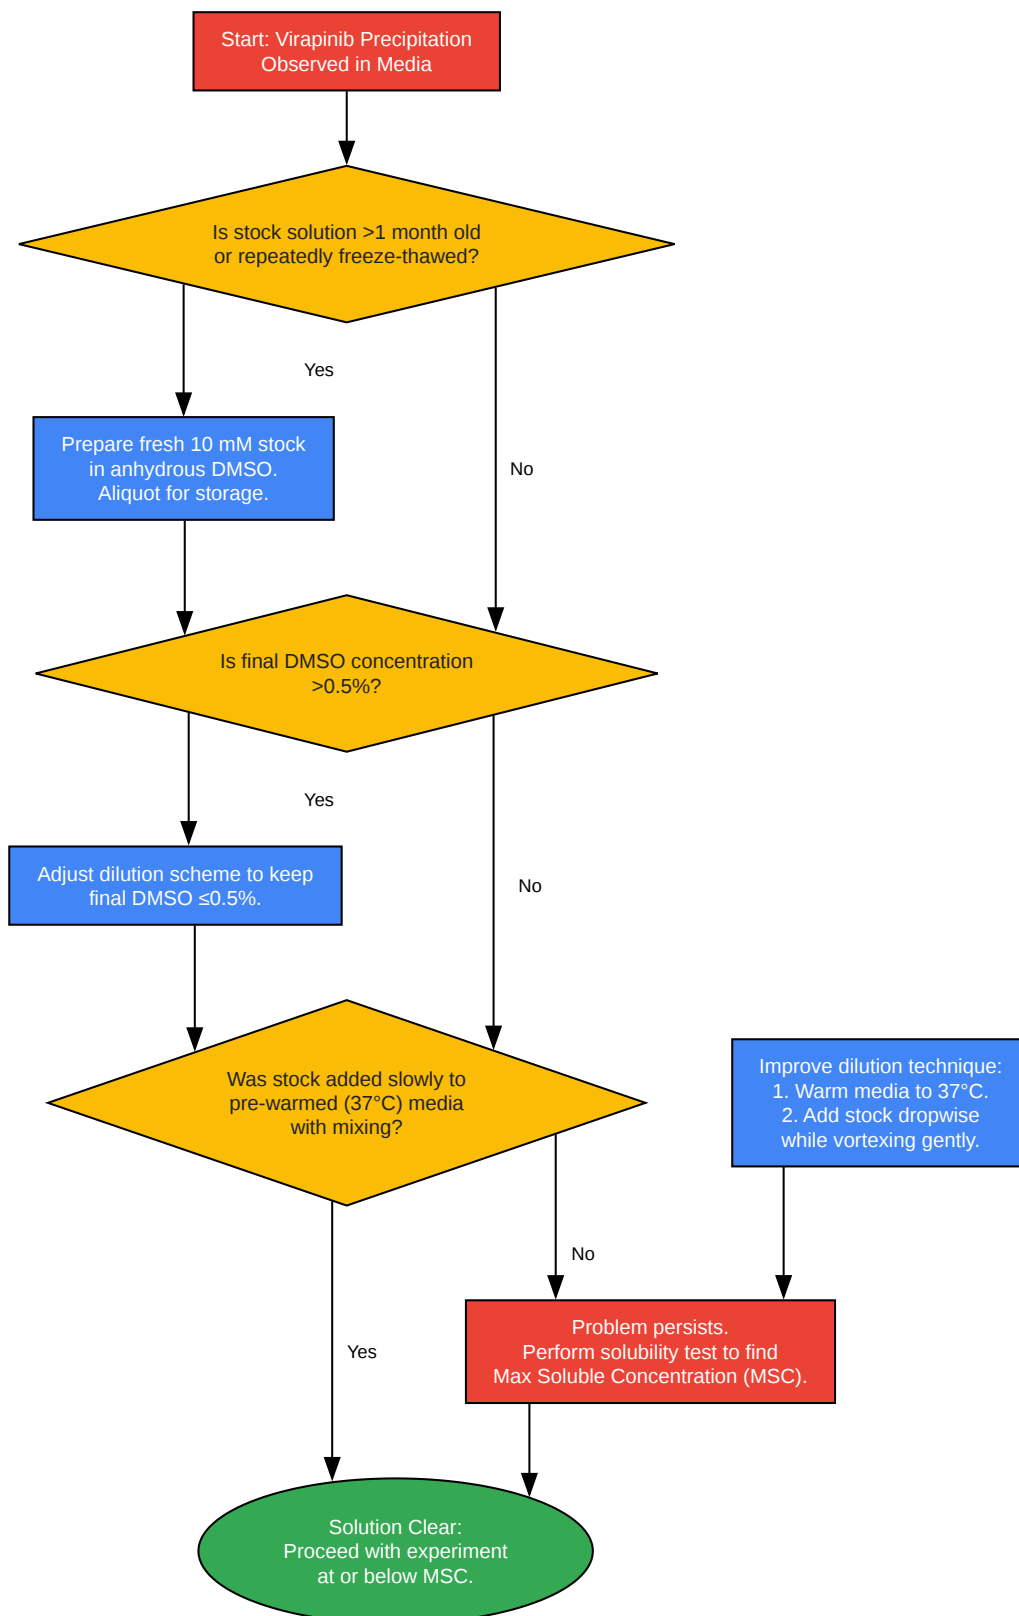 Start: Virapinib Precipitation
Observed in Media
Is stock solution >1 month old
or repeatedly freeze-thawed?
Yes
Prepare fresh 10 mM stock
in anhydrous DMSO.
Aliquot for storage.
No
Is final DMSO concentration
>0.5%?
Yes
Adjust dilution scheme to keep
final DMSO ≤0.5%.
No
Was stock added slowly to
pre-warmed (37°C) media
with mixing?
Improve dilution technique:
1. Warm media to 37°C.
2. Add stock dropwise
while vortexing gently.
No
Yes
Problem persists.
Perform solubility test to find
Max Soluble Concentration (MSC).
Solution Clear:
Proceed with experiment
at or below MSC.